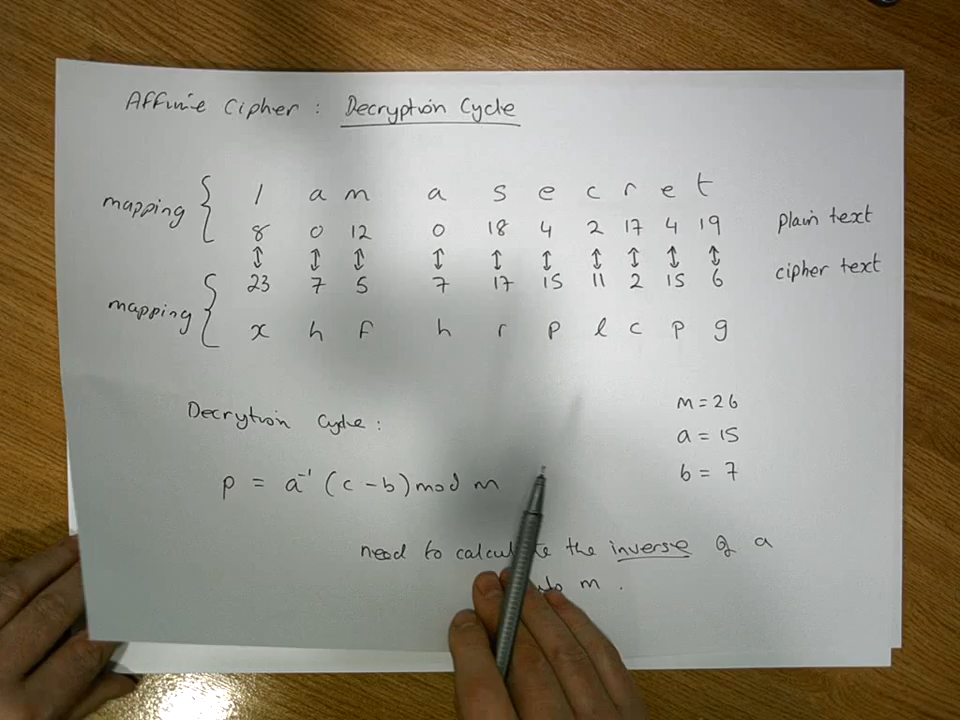 Affine Cipher : Decryption Cycle
mapping { I a m a s e c r e t
8 0 12 0 18 4 2 17 4 19 plain text
↕ ↕ ↕ ↕ ↕ ↕ ↕ ↕ ↕ ↕
mapping { 23 7 5 7 17 15 11 2 15 6 cipher text
x h f h r p l c p g
Decrytion Cycle :
m = 26
a = 15
b = 7
p = a⁻¹ (c - b) mod m
need to calculate the inverse of a
m .